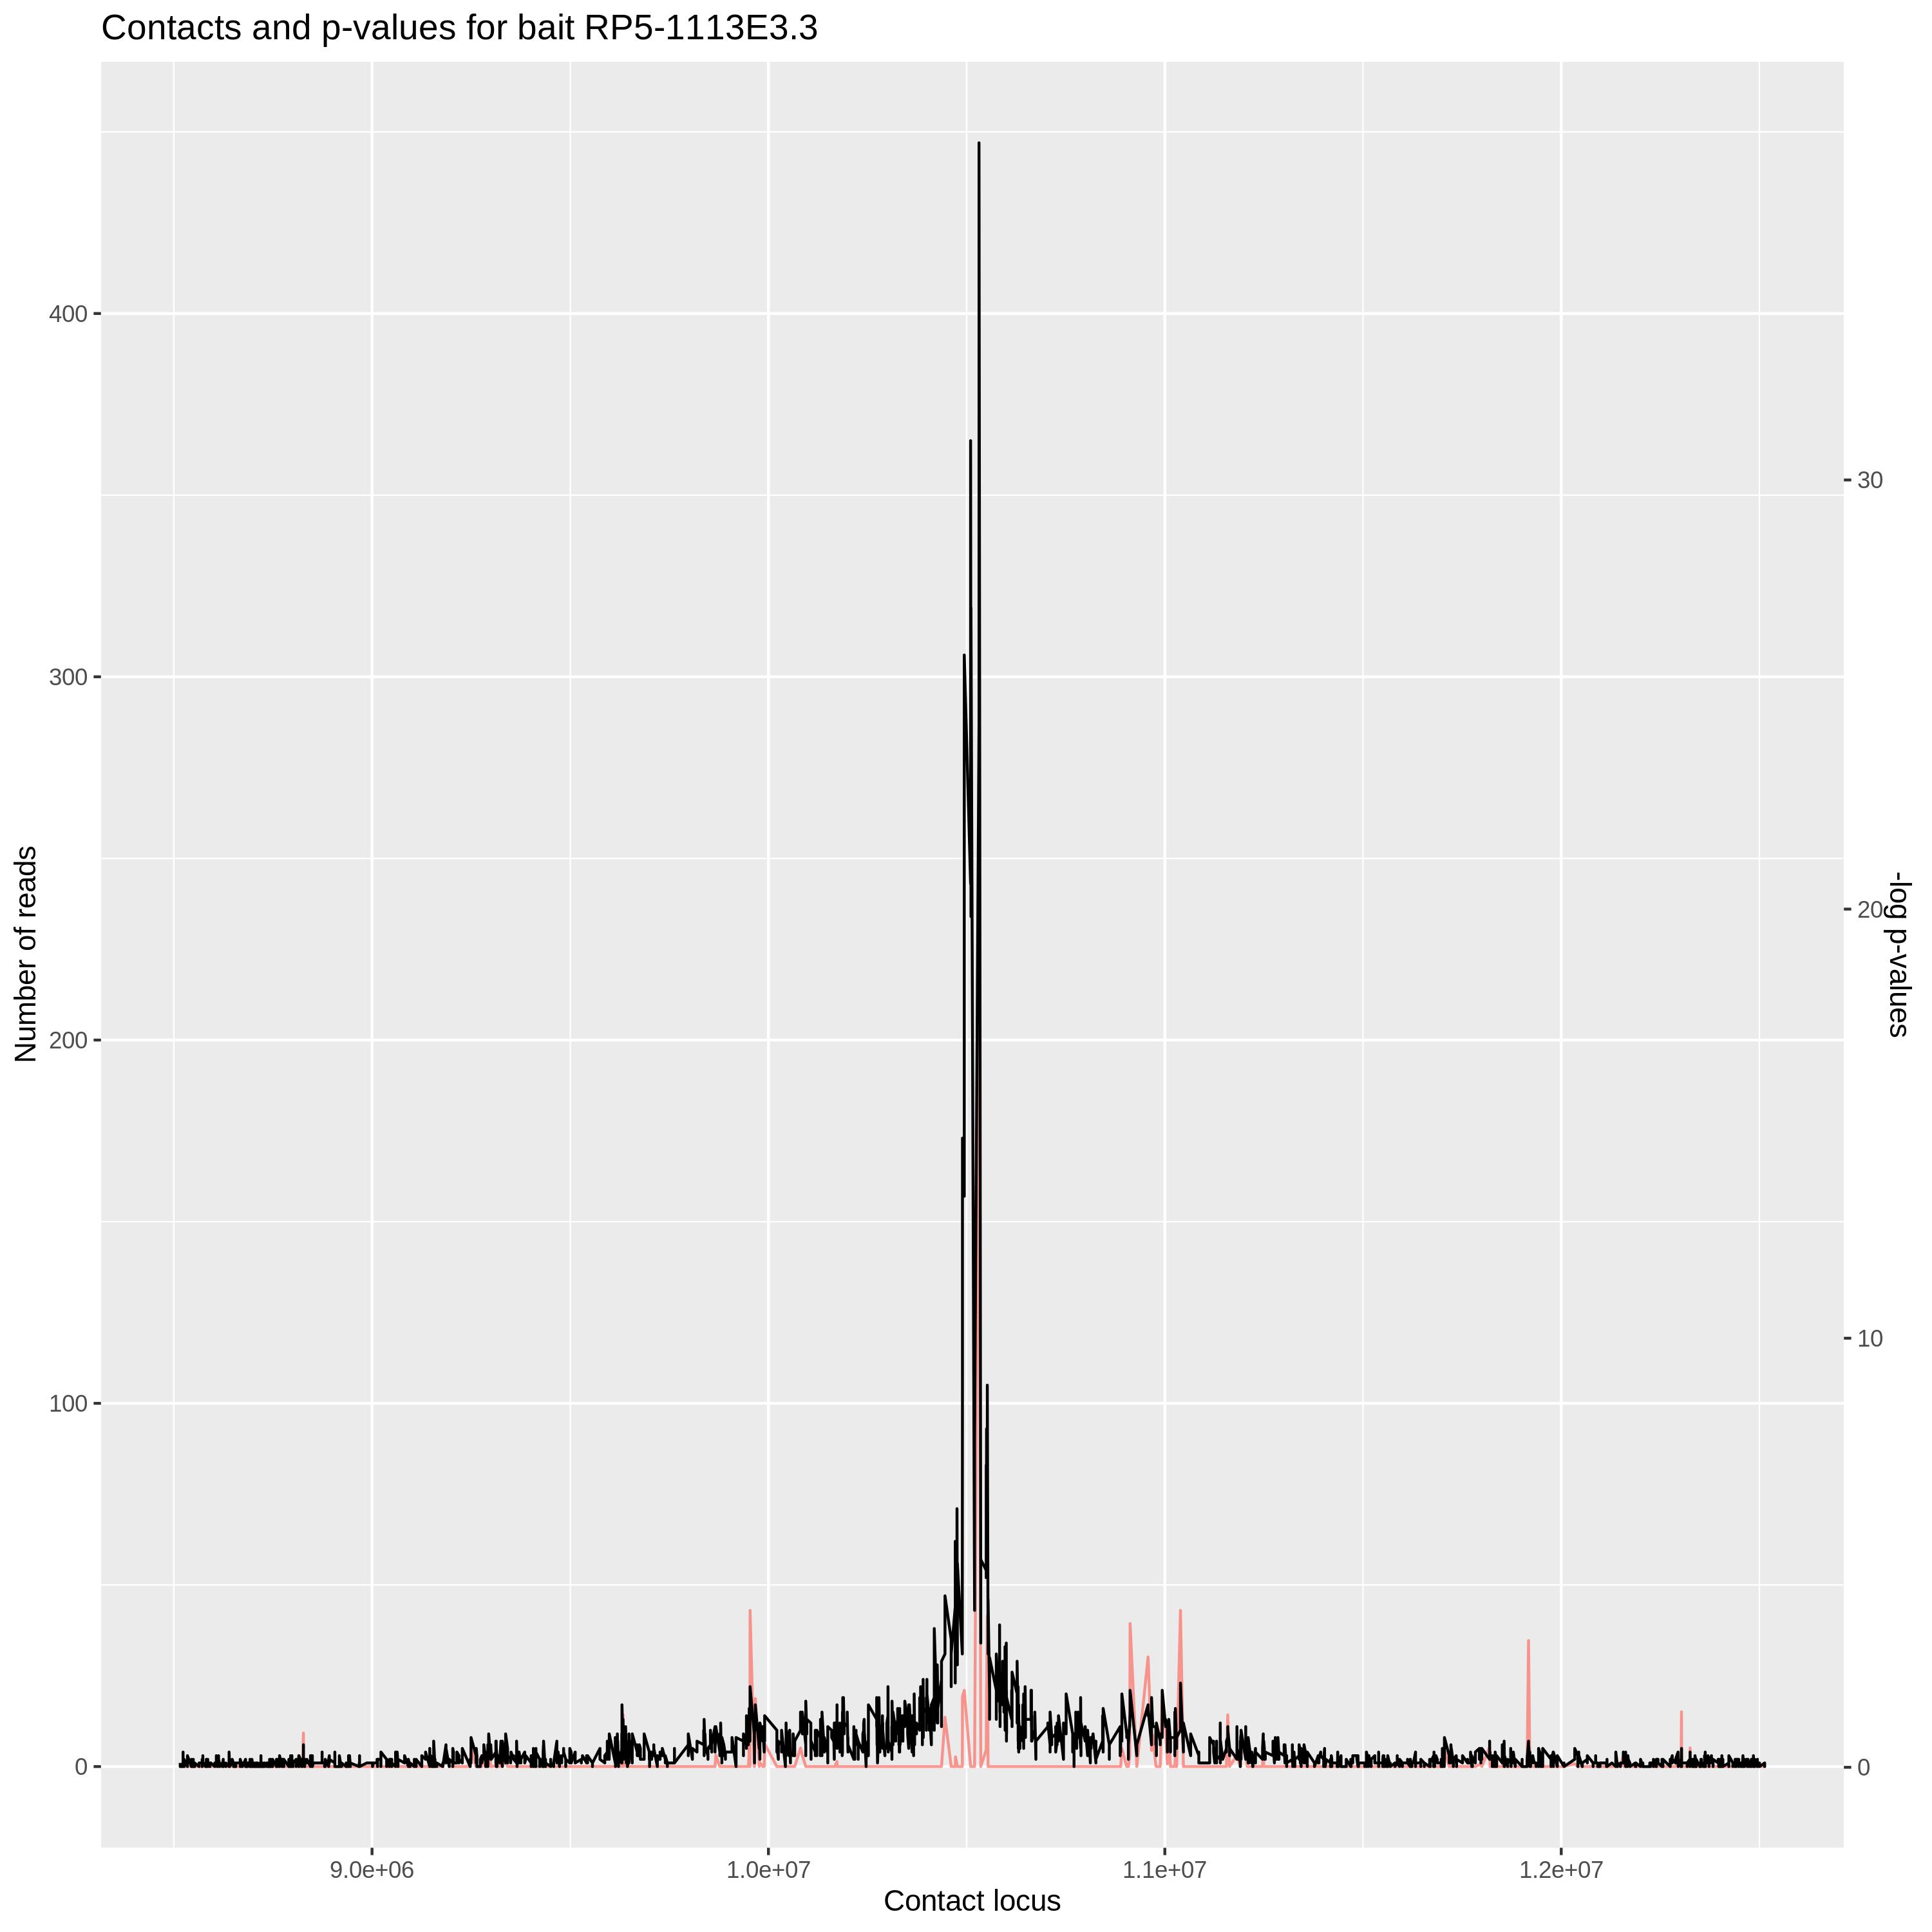 Contacts and p-values for bait RP5-1113E3.3
400
300
200
100
0
Number of reads
30
20
10
0
-log p-values
9.0e+06
1.0e+07
1.1e+07
1.2e+07
Contact locus